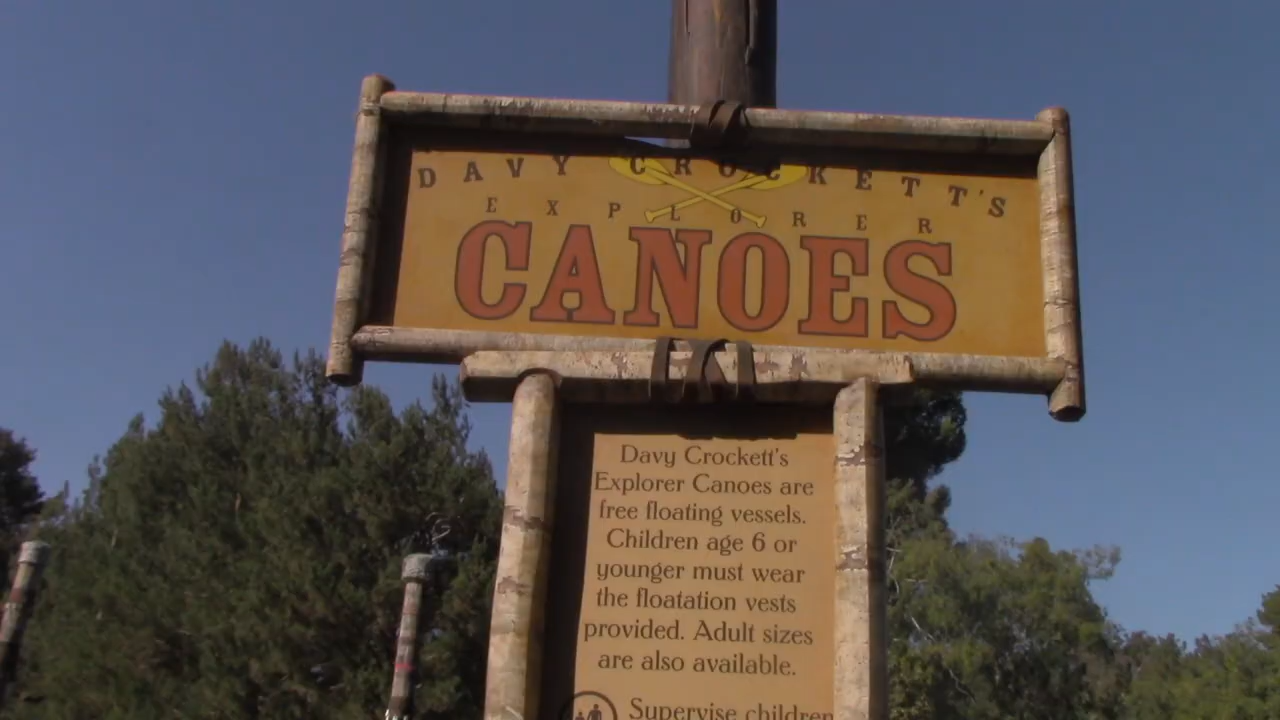 DAVY CROCKETT'S
EXPLORER
CANOES
Davy Crockett's
Explorer Canoes are
free floating vessels.
Children age 6 or
younger must wear
the floatation vests
provided. Adult sizes
are also available.
Supervise children